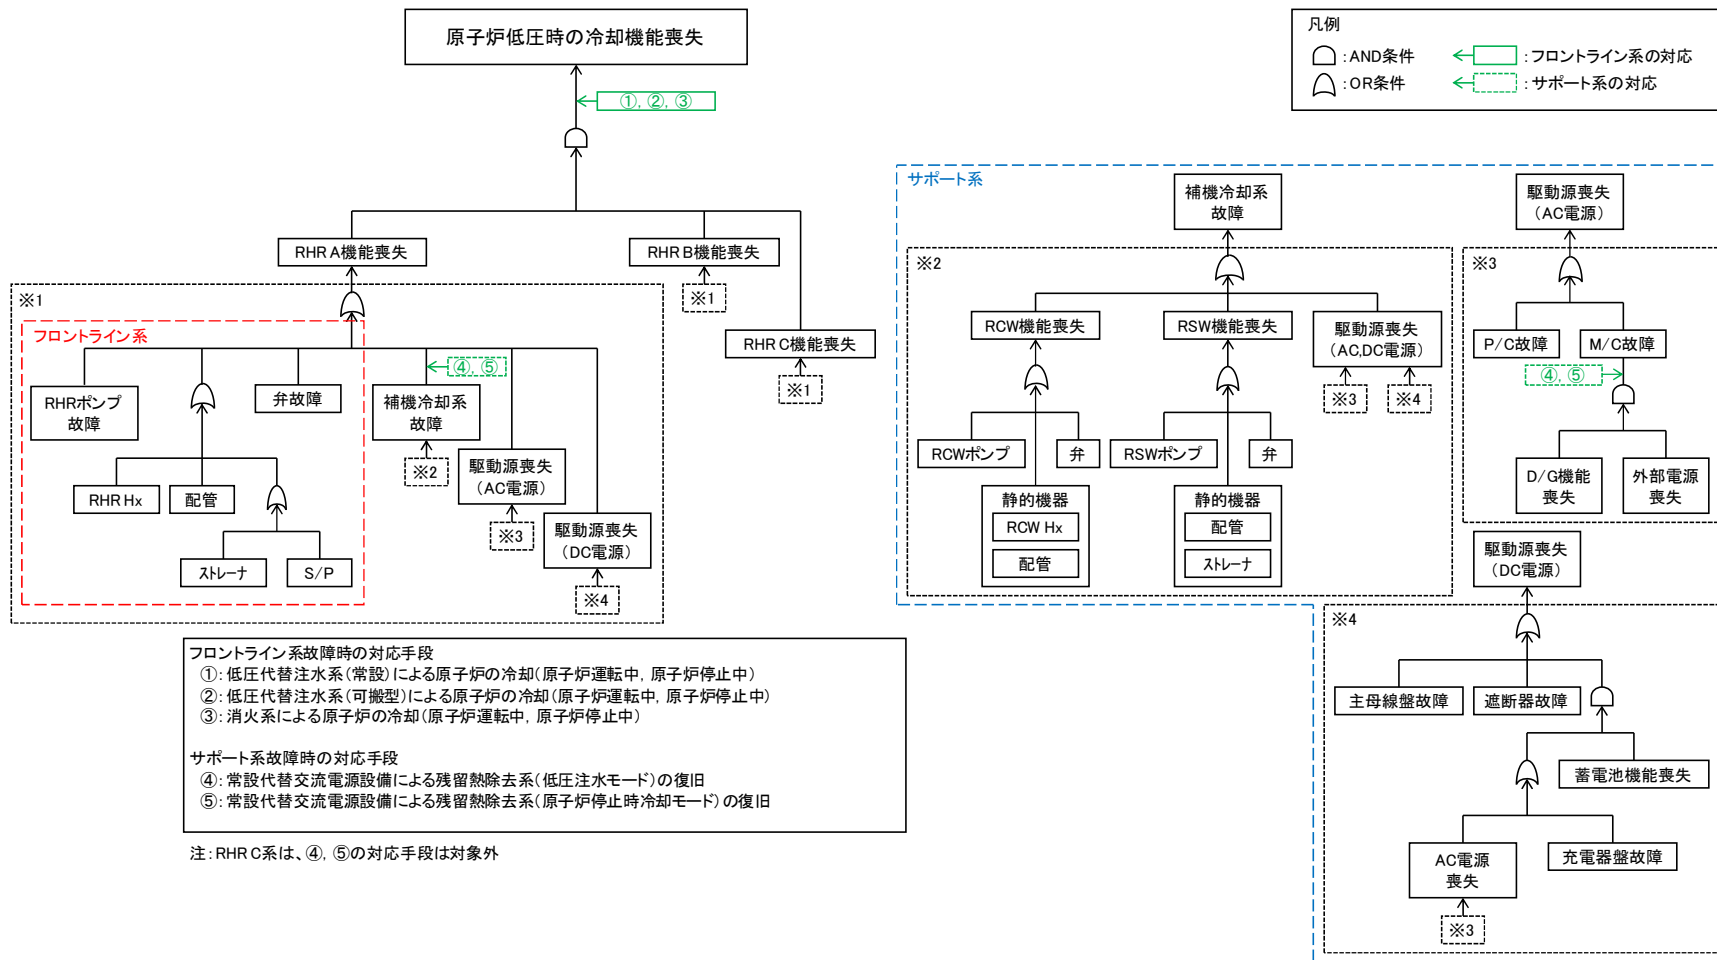 原子炉低圧時の冷却機能喪失
①, ②, ③
凡例
：AND条件
：フロントライン系の対応
：OR条件
：サポート系の対応
RHR A機能喪失
RHR B機能喪失
※1
RHR C機能喪失
※1
※1
フロントライン系
RHRポンプ
故障
弁故障
④, ⑤
補機冷却系
故障
※2
駆動源喪失
（AC電源）
※3
駆動源喪失
（DC電源）
※4
RHR Hx
配管
ストレーナ
S/P
サポート系
補機冷却系
故障
※2
RCW機能喪失
RSW機能喪失
駆動源喪失
（AC,DC電源）
※3
※4
RCWポンプ
弁
RSWポンプ
弁
静的機器
RCW Hx
配管
静的機器
配管
ストレーナ
駆動源喪失
（AC電源）
※3
P/C故障
M/C故障
④, ⑤
D/G機能
喪失
外部電源
喪失
駆動源喪失
（DC電源）
※4
主母線盤故障
遮断器故障
蓄電池機能喪失
AC電源
喪失
充電器盤故障
※3
フロントライン系故障時の対応手段
①：低圧代替注水系（常設）による原子炉の冷却（原子炉運転中，原子炉停止中）
②：低圧代替注水系（可搬型）による原子炉の冷却（原子炉運転中，原子炉停止中）
③：消火系による原子炉の冷却（原子炉運転中，原子炉停止中）
サポート系故障時の対応手段
④：常設代替交流電源設備による残留熱除去系（低圧注水モード）の復旧
⑤：常設代替交流電源設備による残留熱除去系（原子炉停止時冷却モード）の復旧
注：RHR C系は、④，⑤の対応手段は対象外